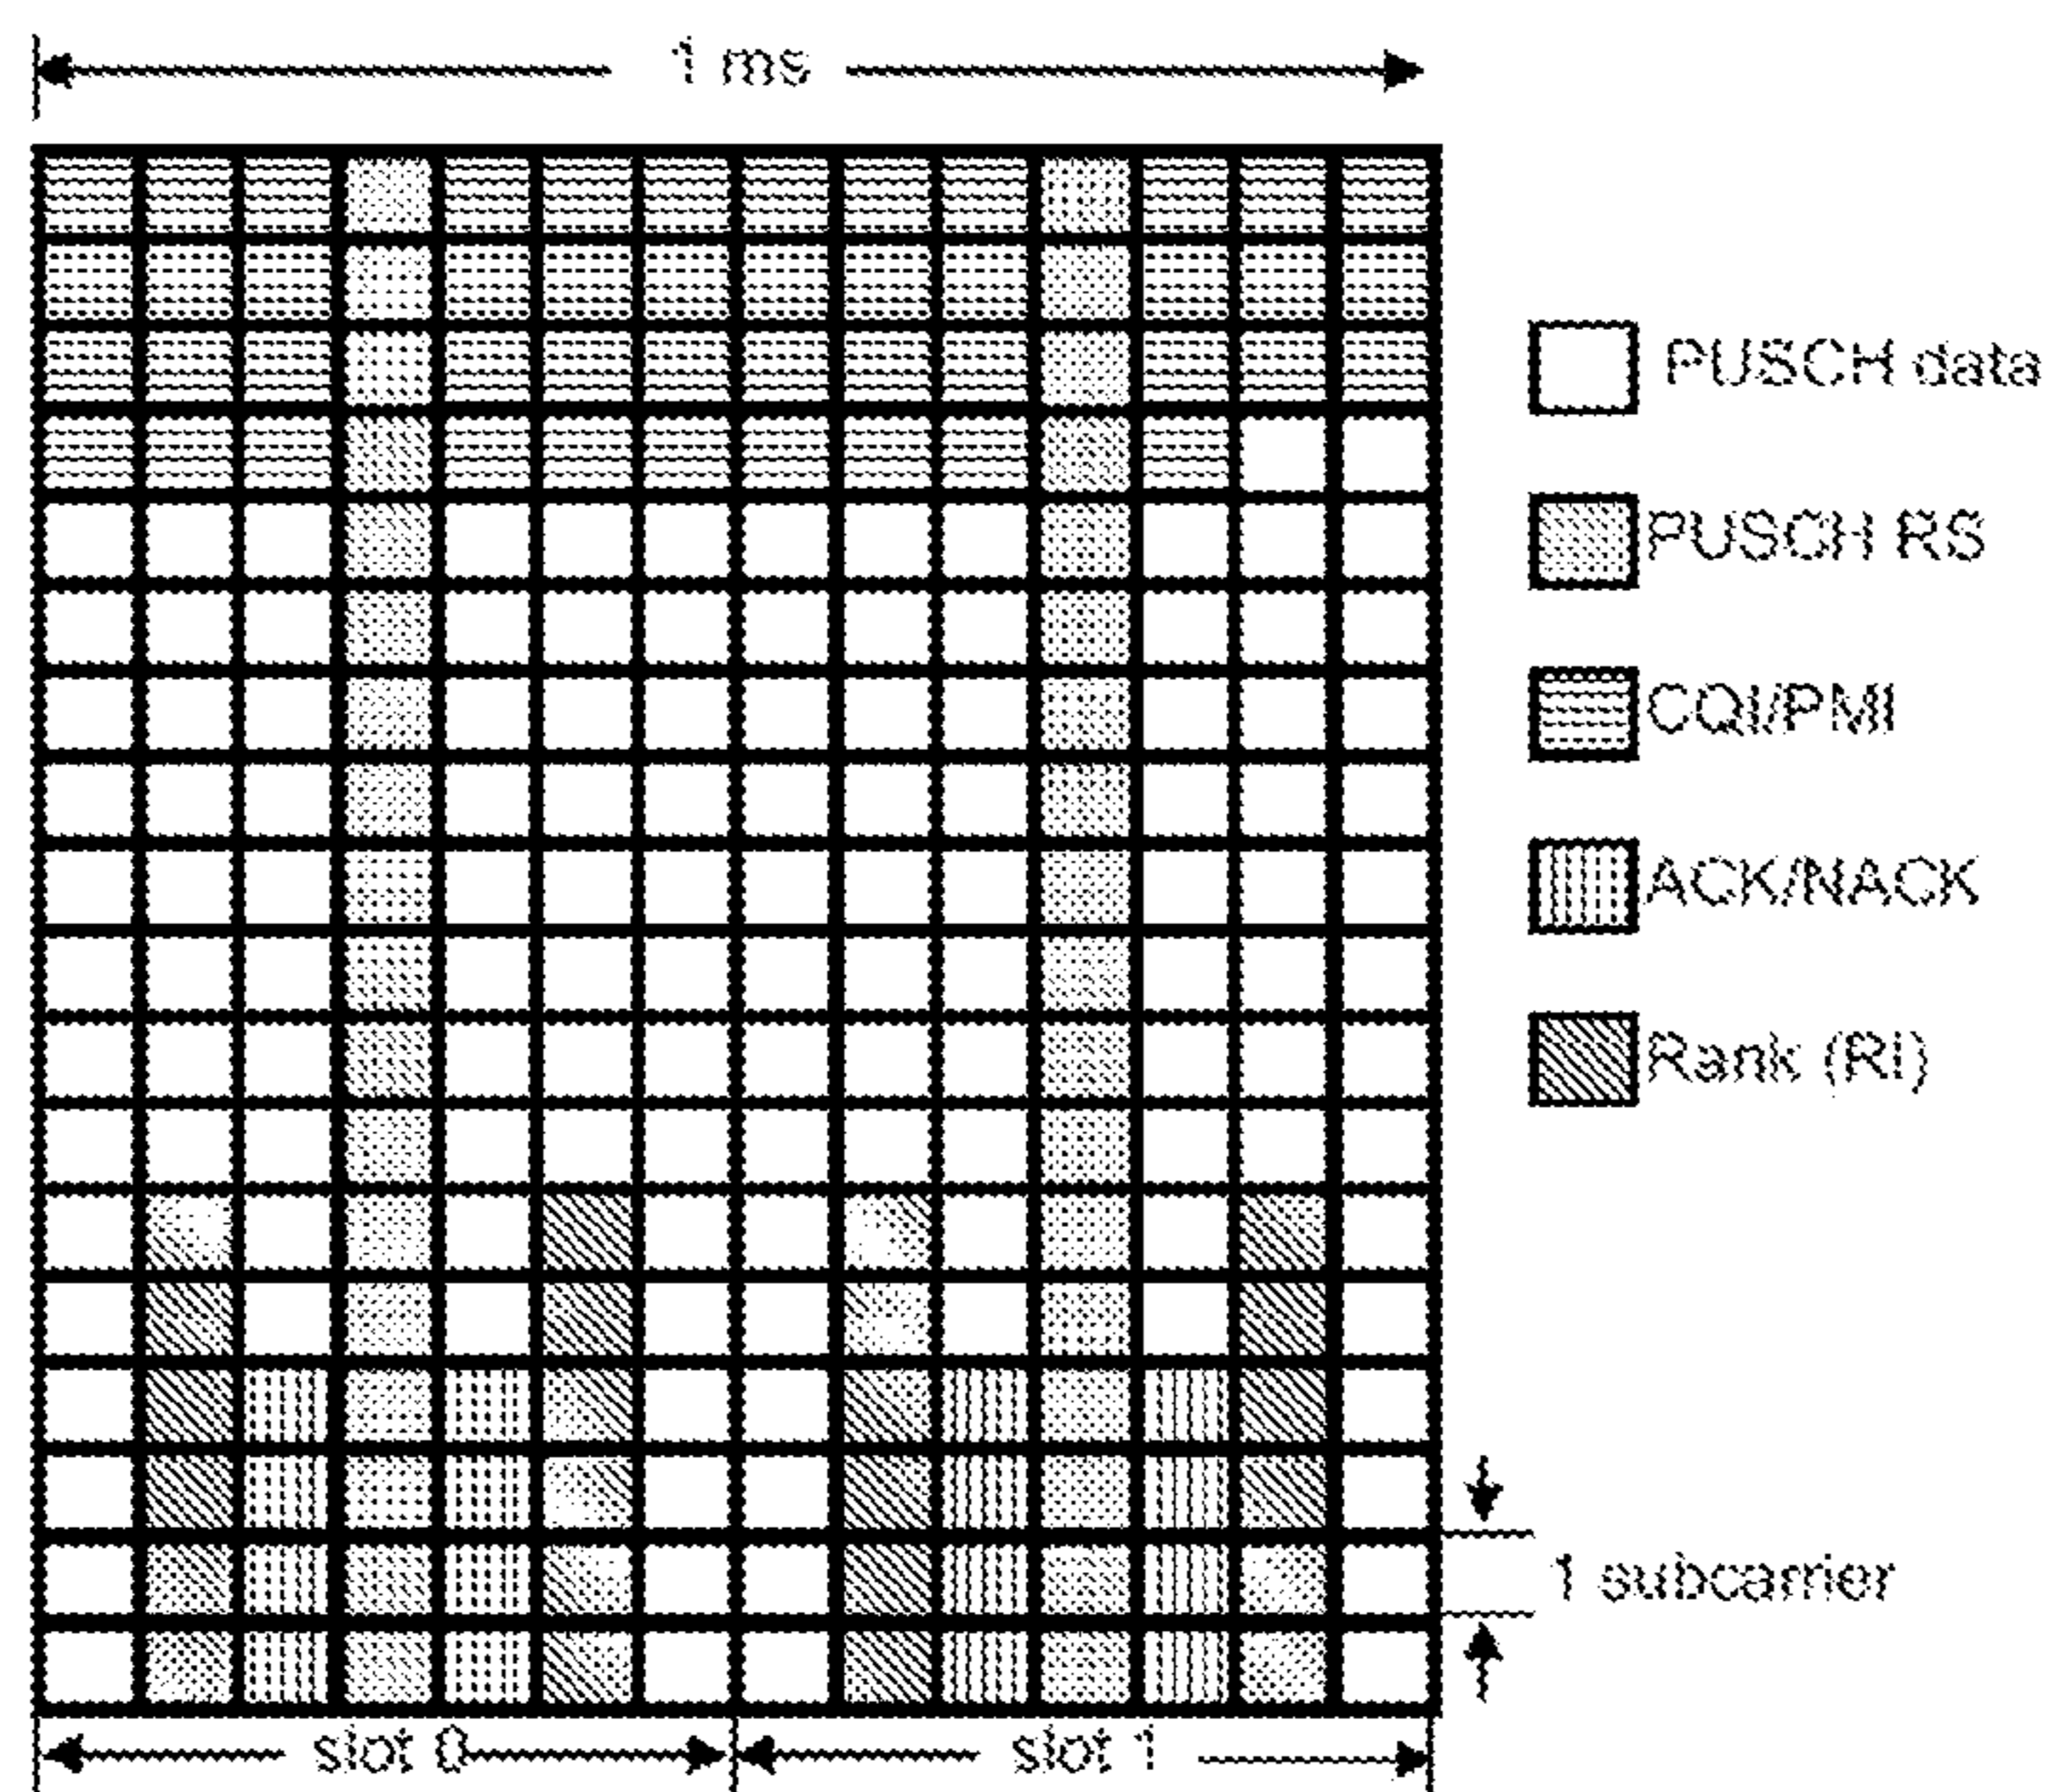 1 ms
PUSCH data
PUSCH RS
CQI/PMI
ACK/NACK
Rank (RI)
1 subcarrier
slot 0
slot 1